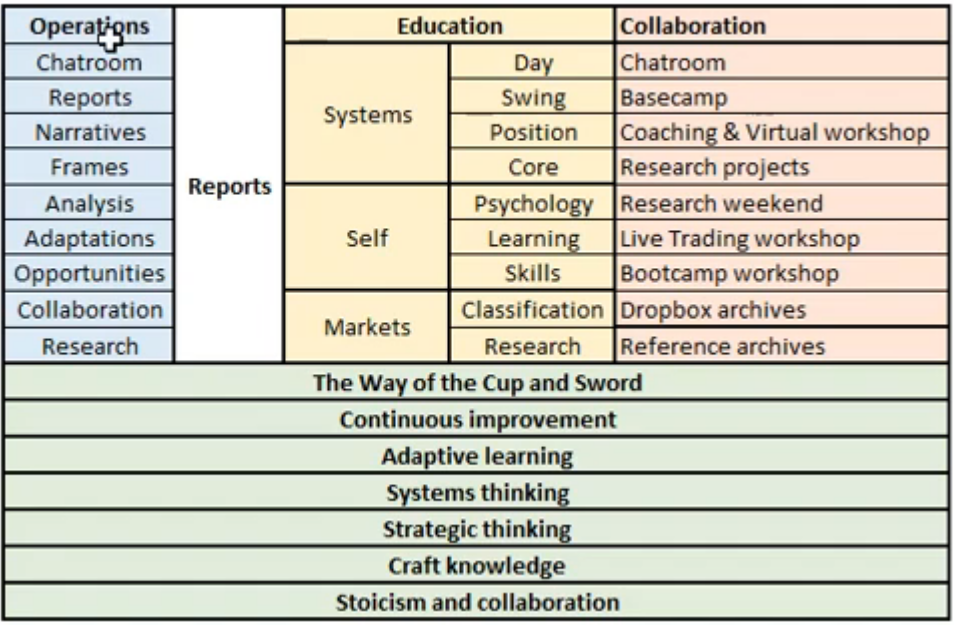 Operations Reports Education Collaboration
Chatroom Systems Day Chatroom
Reports Swing Basecamp
Narratives Position Coaching & Virtual workshop
Frames Core Research projects
Analysis Self Psychology Research weekend
Adaptations Learning Live Trading workshop
Opportunities Skills Bootcamp workshop
Collaboration Markets Classification Dropbox archives
Research Research Reference archives
The Way of the Cup and Sword
Continuous improvement
Adaptive learning
Systems thinking
Strategic thinking
Craft knowledge
Stoicism and collaboration